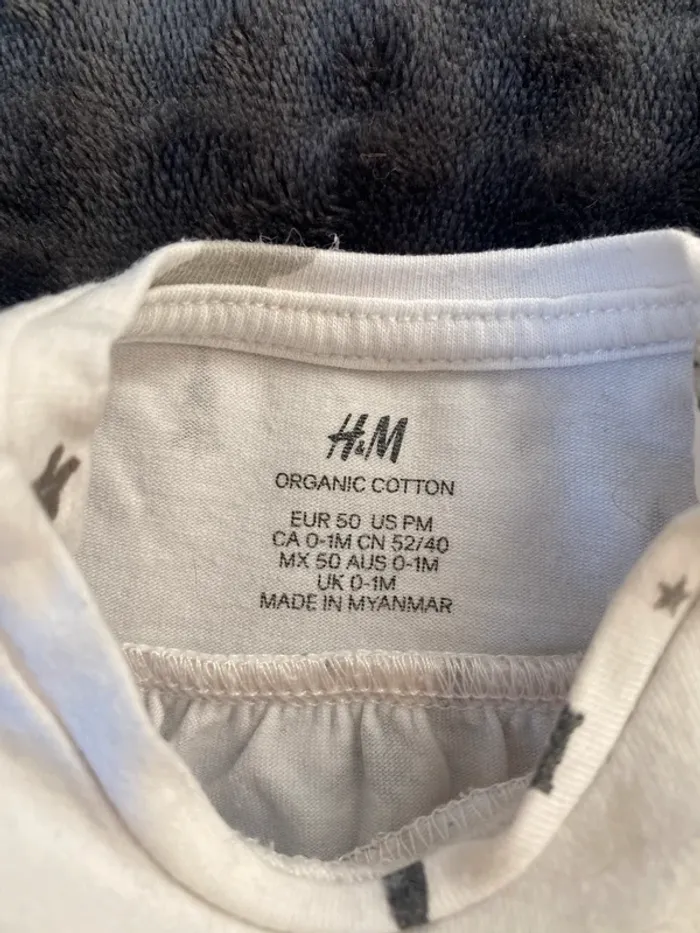 H&M
ORGANIC COTTON
EUR 50 US PM
CA 0-1M CN 52/40
MX 50 AUS 0-1M
UK 0-1M
MADE IN MYANMAR